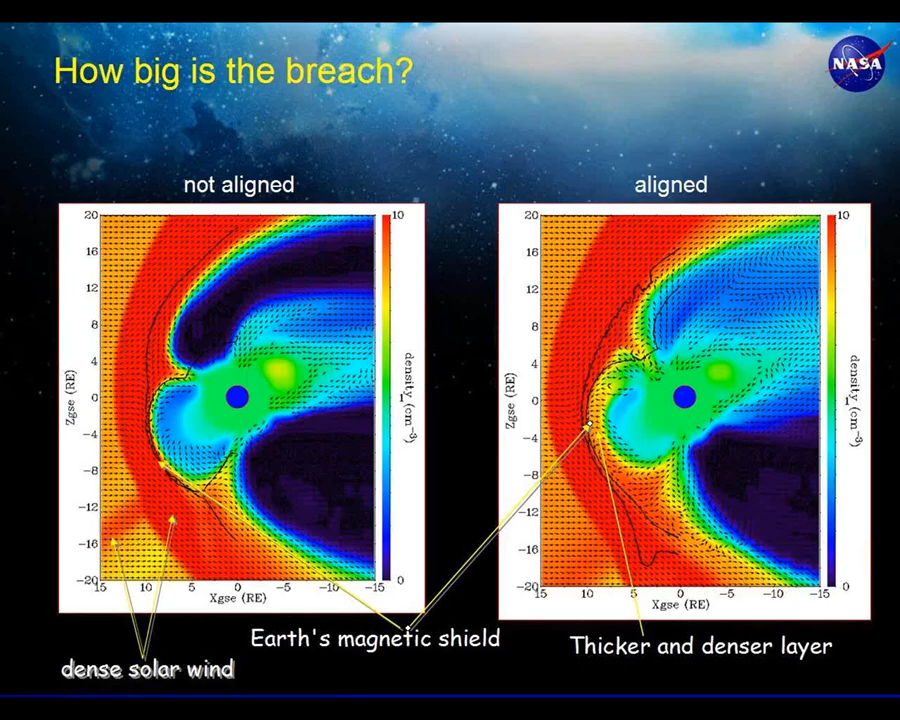 How big is the breach?
NASA
not aligned
aligned
20
16
12
8
4
0
-4
-8
-12
-16
-20
Zgse (RE)
15 10 5 0 -5 -10 -15
Xgse (RE)
10
1
0
density (cm⁻³)
20
16
12
8
4
0
-4
-8
-12
-16
-20
Zgse (RE)
15 10 5 0 -5 -10 -15
Xgse (RE)
10
1
0
density (cm⁻³)
Earth's magnetic shield
Thicker and denser layer
dense solar wind